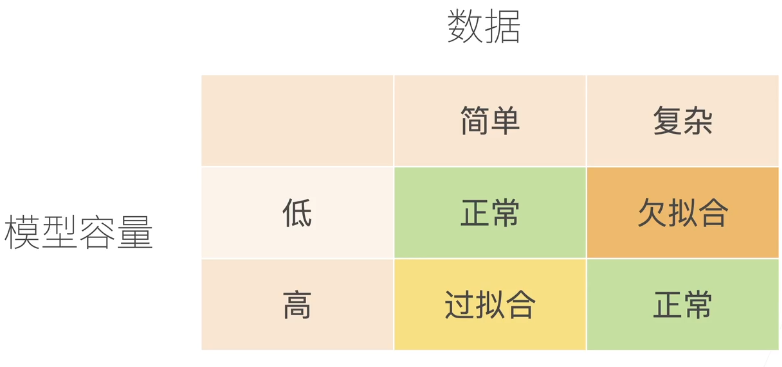 数据
简单 复杂
模型容量
低 正常 欠拟合
高 过拟合 正常